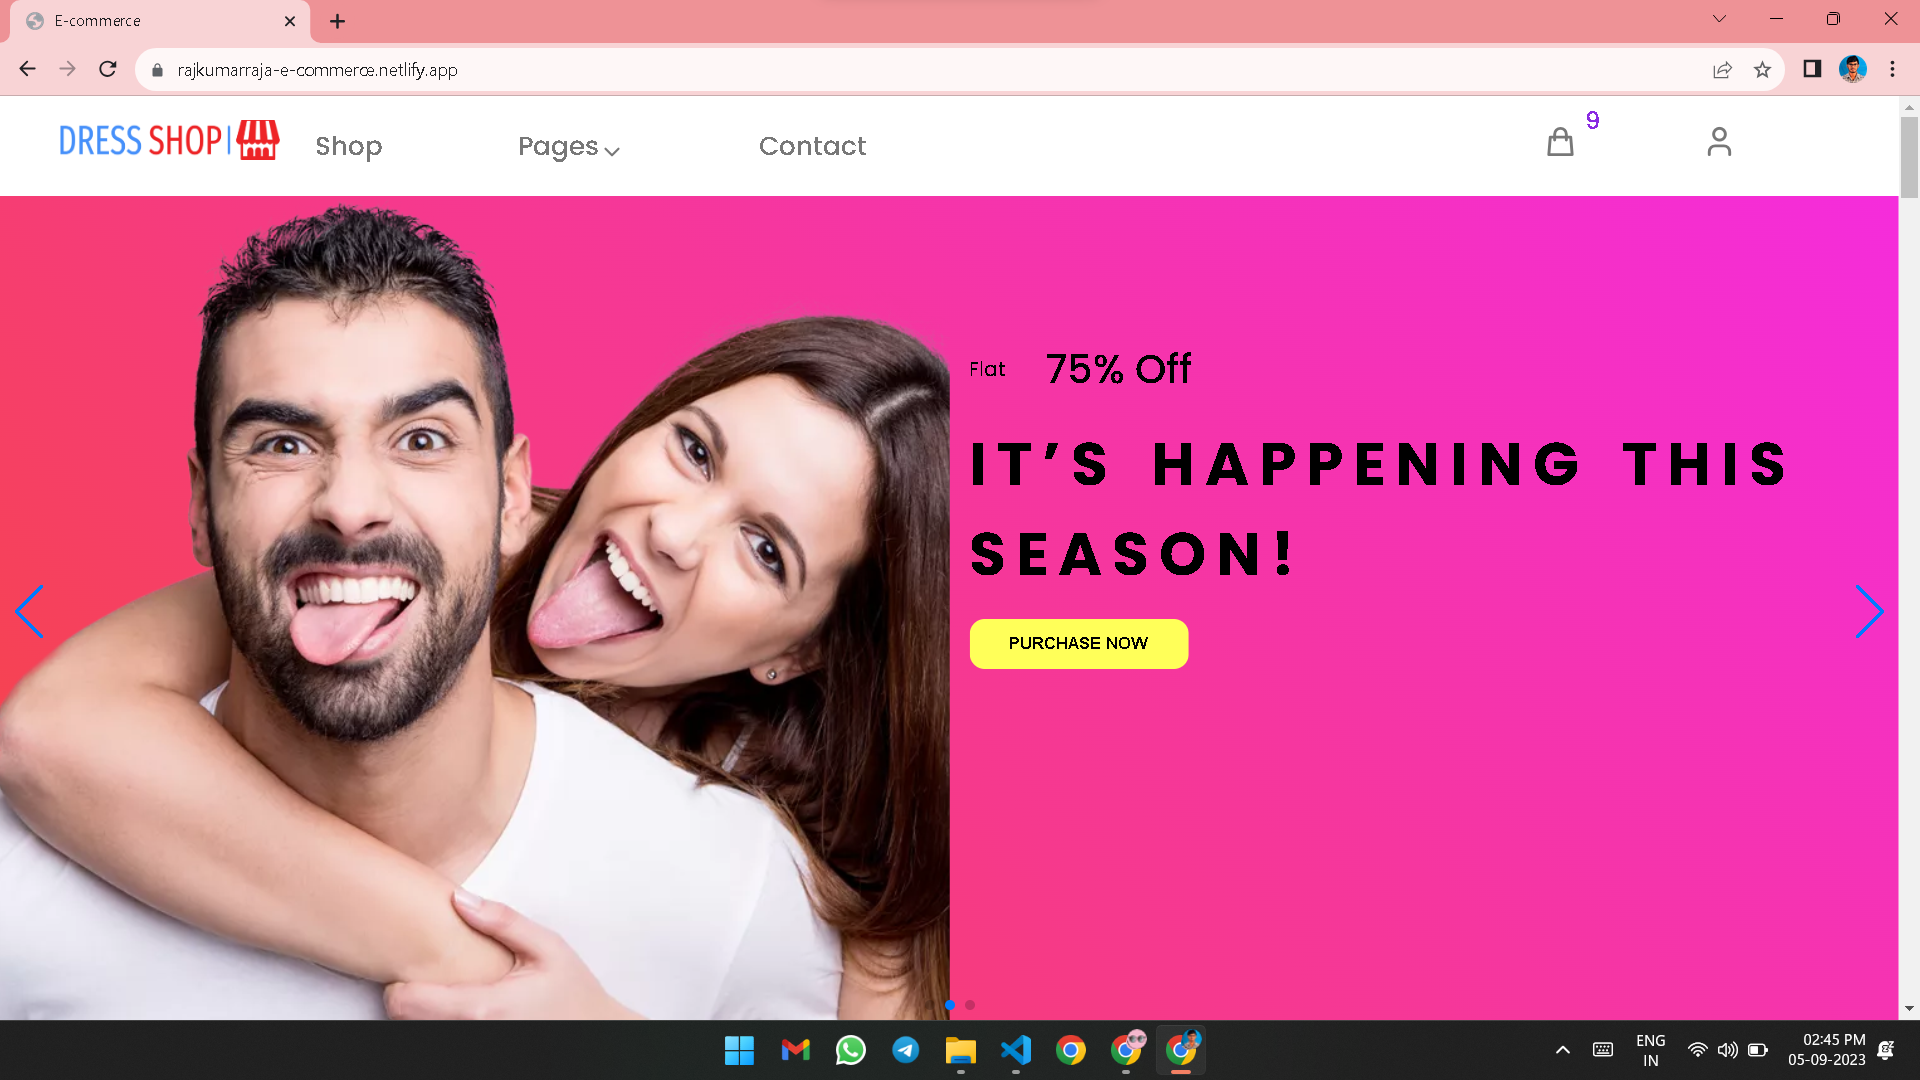 E-commerce
rajkumarraja-e-commerce.netlify.app
DRESS SHOP
Shop
Pages
Contact
9
Flat 75% Off
IT’S HAPPENING THIS
SEASON!
PURCHASE NOW
ENG
IN
02:45 PM
05-09-2023